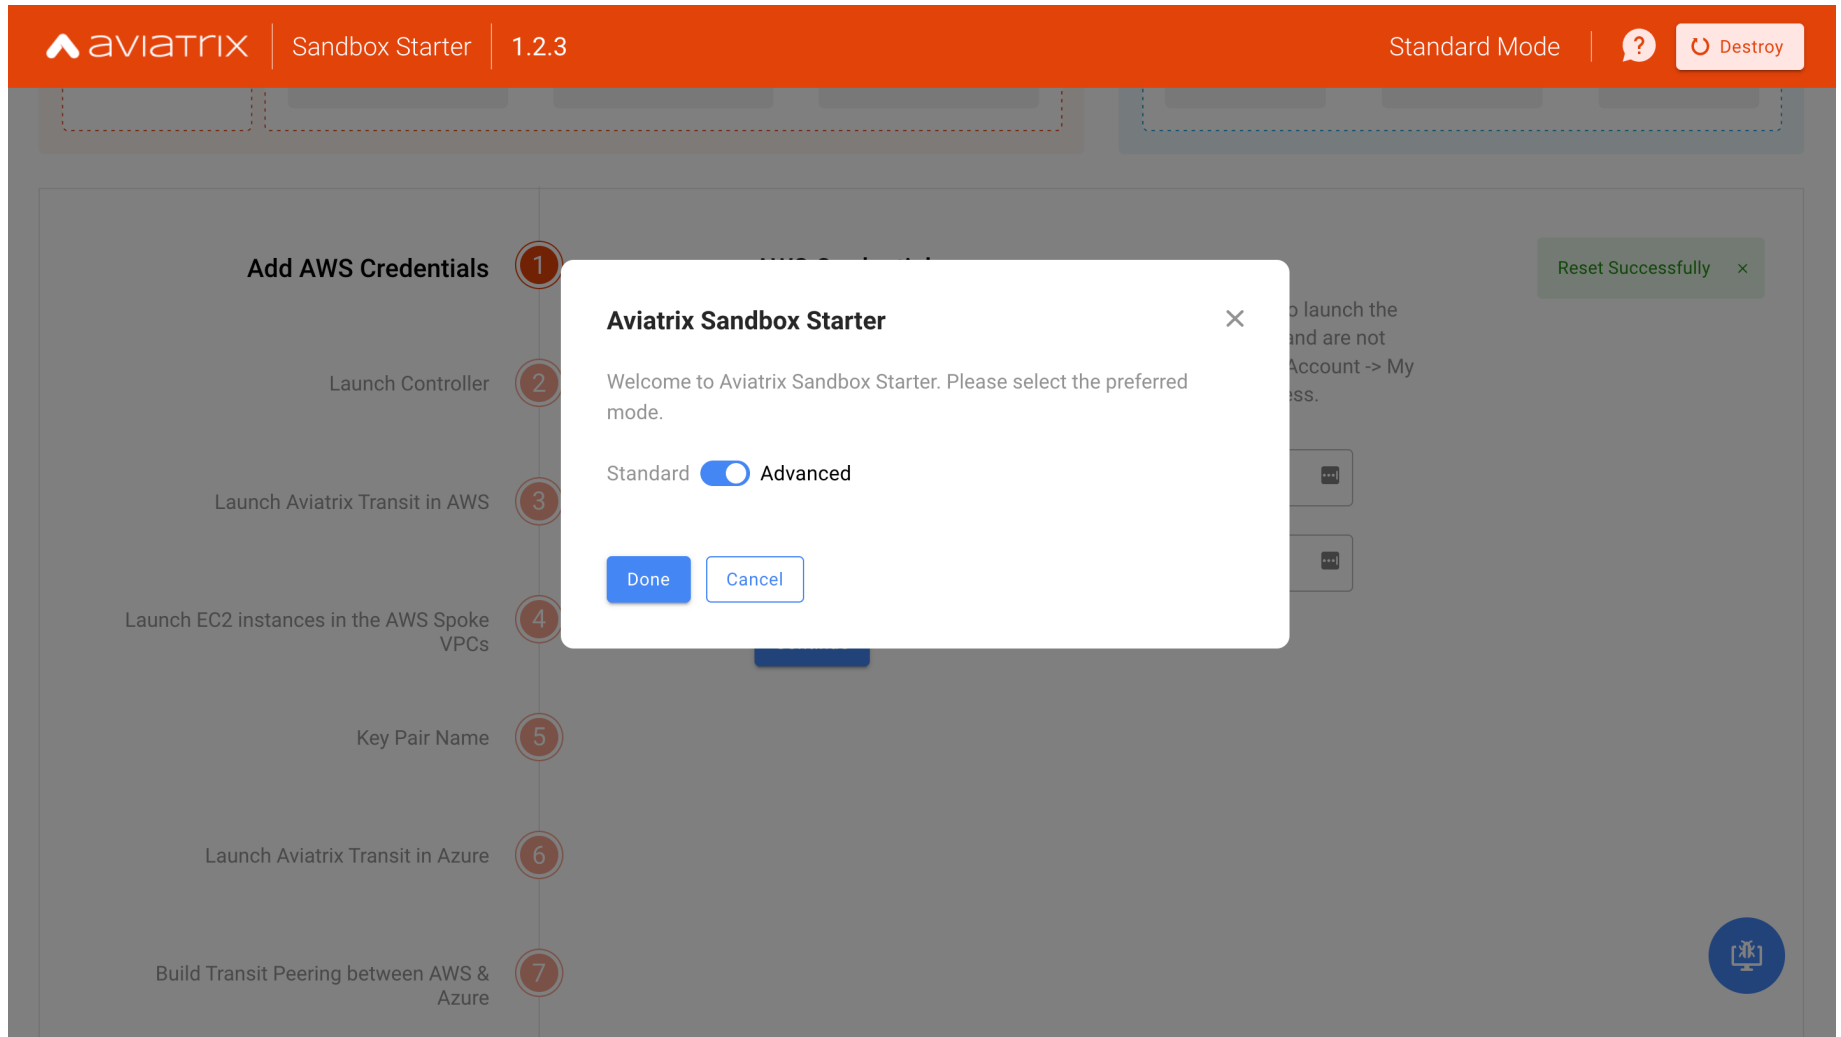 aviatrix Sandbox Starter 1.2.3 Standard Mode ? Destroy
Add AWS Credentials 1
Reset Successfully ×
o launch the
and are not
Account -> My
ess.
Aviatrix Sandbox Starter
Welcome to Aviatrix Sandbox Starter. Please select the preferred
mode.
Standard Advanced
Done Cancel
Launch Controller 2
Launch Aviatrix Transit in AWS 3
Launch EC2 instances in the AWS Spoke 4
VPCs
Key Pair Name 5
Launch Aviatrix Transit in Azure 6
Build Transit Peering between AWS & 7
Azure